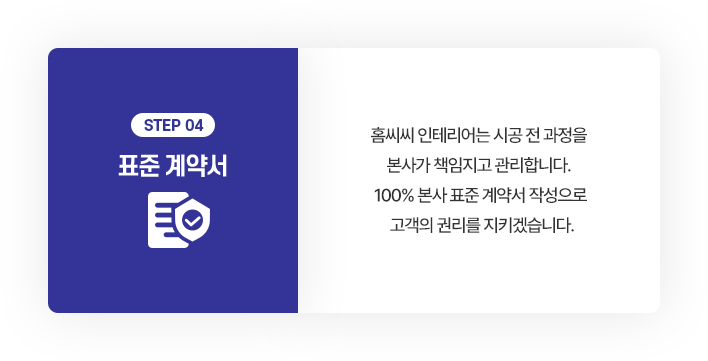 STEP 04
표준 계약서
홈씨씨 인테리어는 시공 전 과정을
본사가 책임지고 관리합니다.
100% 본사 표준 계약서 작성으로
고객의 권리를 지키겠습니다.